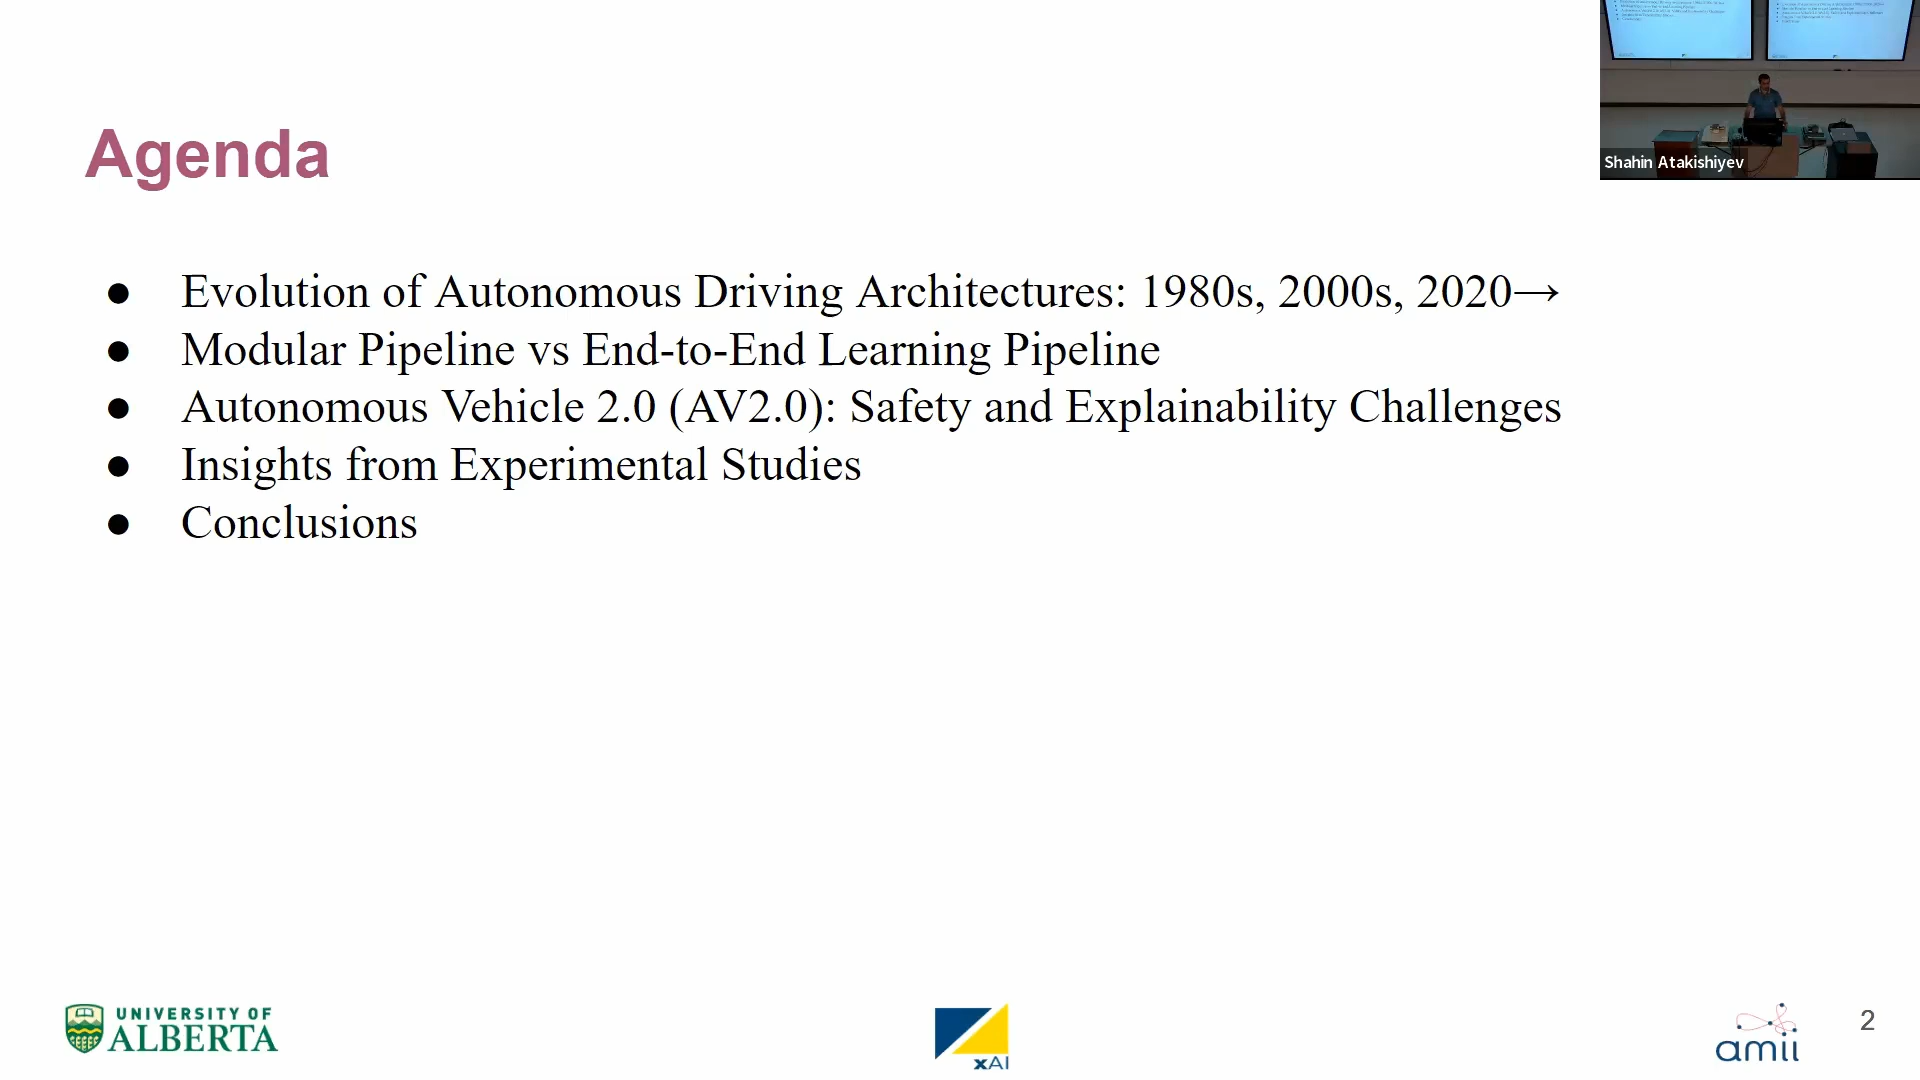 Agenda
● Evolution of Autonomous Driving Architectures: 1980s, 2000s, 2020→
● Modular Pipeline vs End-to-End Learning Pipeline
● Autonomous Vehicle 2.0 (AV2.0): Safety and Explainability Challenges
● Insights from Experimental Studies
● Conclusions
Shahin Atakishiyev
UNIVERSITY OF
ALBERTA
xAI
amii
2